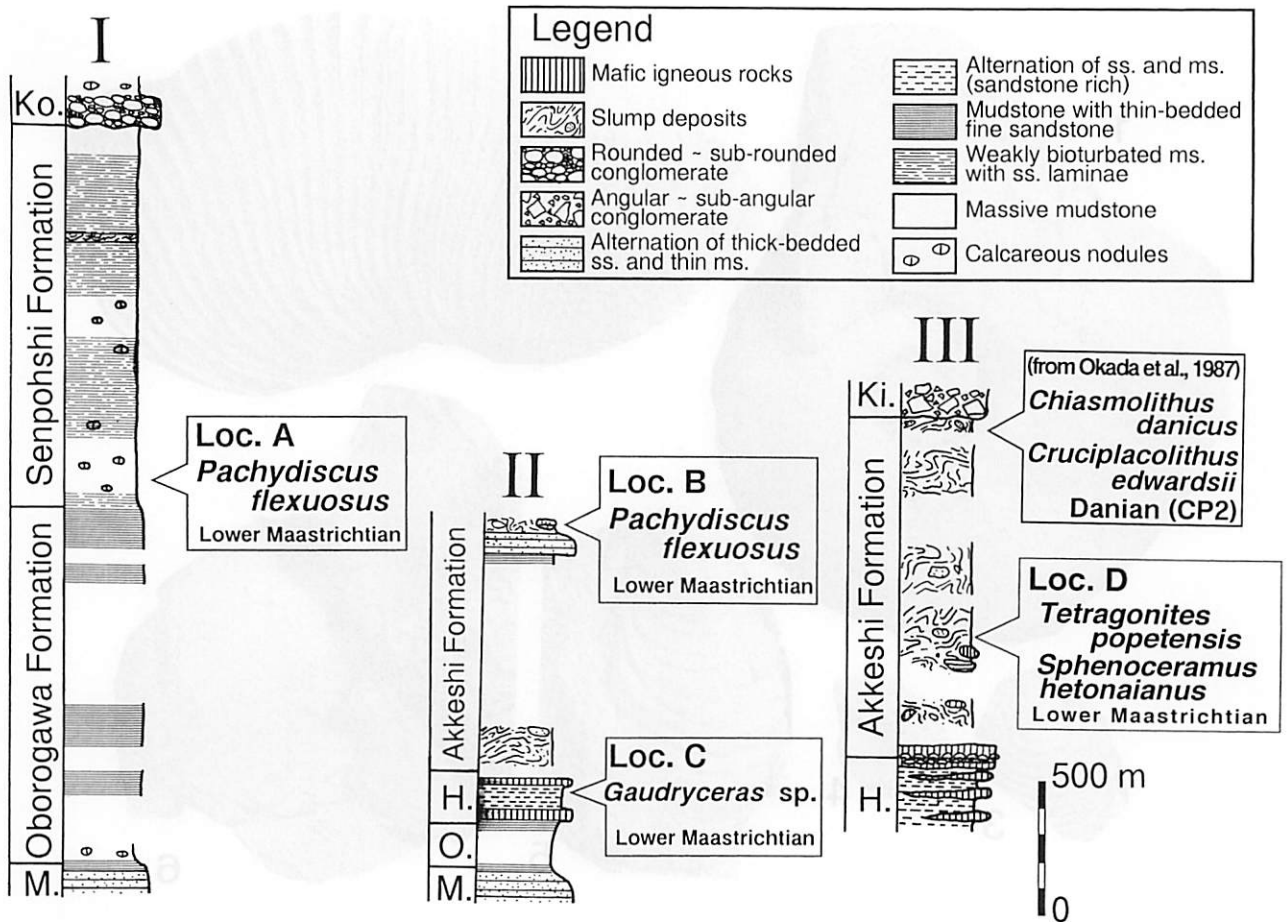 I
Ko.
Senpohshi Formation
Oborogawa Formation
M.
Loc. A
Pachydiscus
flexuosus
Lower Maastrichtian
Legend
Mafic igneous rocks
Slump deposits
Rounded ~ sub-rounded
conglomerate
Angular ~ sub-angular
conglomerate
Alternation of thick-bedded
ss. and thin ms.
Alternation of ss. and ms.
(sandstone rich)
Mudstone with thin-bedded
fine sandstone
Weakly bioturbated ms.
with ss. laminae
Massive mudstone
Calcareous nodules
II
Akkeshi Formation
H.
O.
M.
Loc. B
Pachydiscus
flexuosus
Lower Maastrichtian
Loc. C
Gaudryceras sp.
Lower Maastrichtian
III
Ki.
Akkeshi Formation
H.
(from Okada et al., 1987)
Chiasmolithus
danicus
Cruciplacolithus
edwardsii
Danian (CP2)
Loc. D
Tetragonites
popetensis
Sphenoceramus
hetonaianus
Lower Maastrichtian
500 m
0